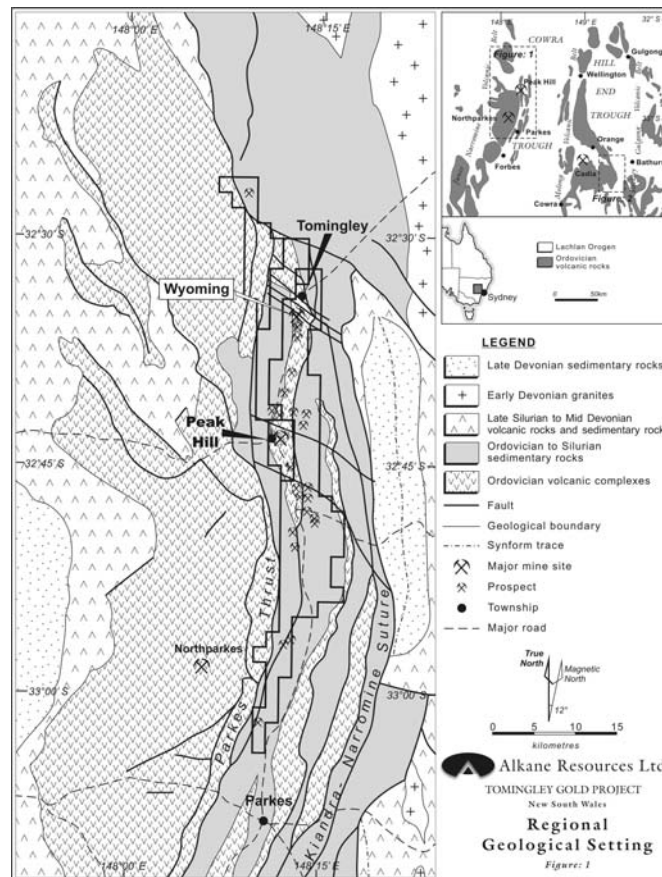 148°00' E
148°15' E
32°30' S
Tomingley
Wyoming
Peak
Hill
32°45' S
32°45' S
Northparkes
Parkes Thrust
Kiandra- Narromine Suture
33°00' S
33°00' S
Parkes
148°00' E
148°15' E
149° E
32° S
COWRA
Figure: 1
Gulgong
HILL
Wellington
END
Peak Hill
Northparkes
TROUGH
Parkes
Orange
TROUGH
Forbes
Cadia
Bathurst
Cowra
Lachlan Orogen
Ordovician
volcanic rocks
Sydney
0 50km
LEGEND
Late Devonian sedimentary rocks
Early Devonian granites
Late Silurian to Mid Devonian
volcanic rocks and sedimentary rock
Ordovician to Silurian
sedimentary rocks
Ordovician volcanic complexes
Fault
Geological boundary
Synform trace
Major mine site
Prospect
Township
Major road
True
North
Magnetic
North
12°
0 5 10 15
kilometres
Alkane Resources Ltd
TOMINGLEY GOLD PROJECT
New South Wales
Regional
Geological Setting
Figure: 1